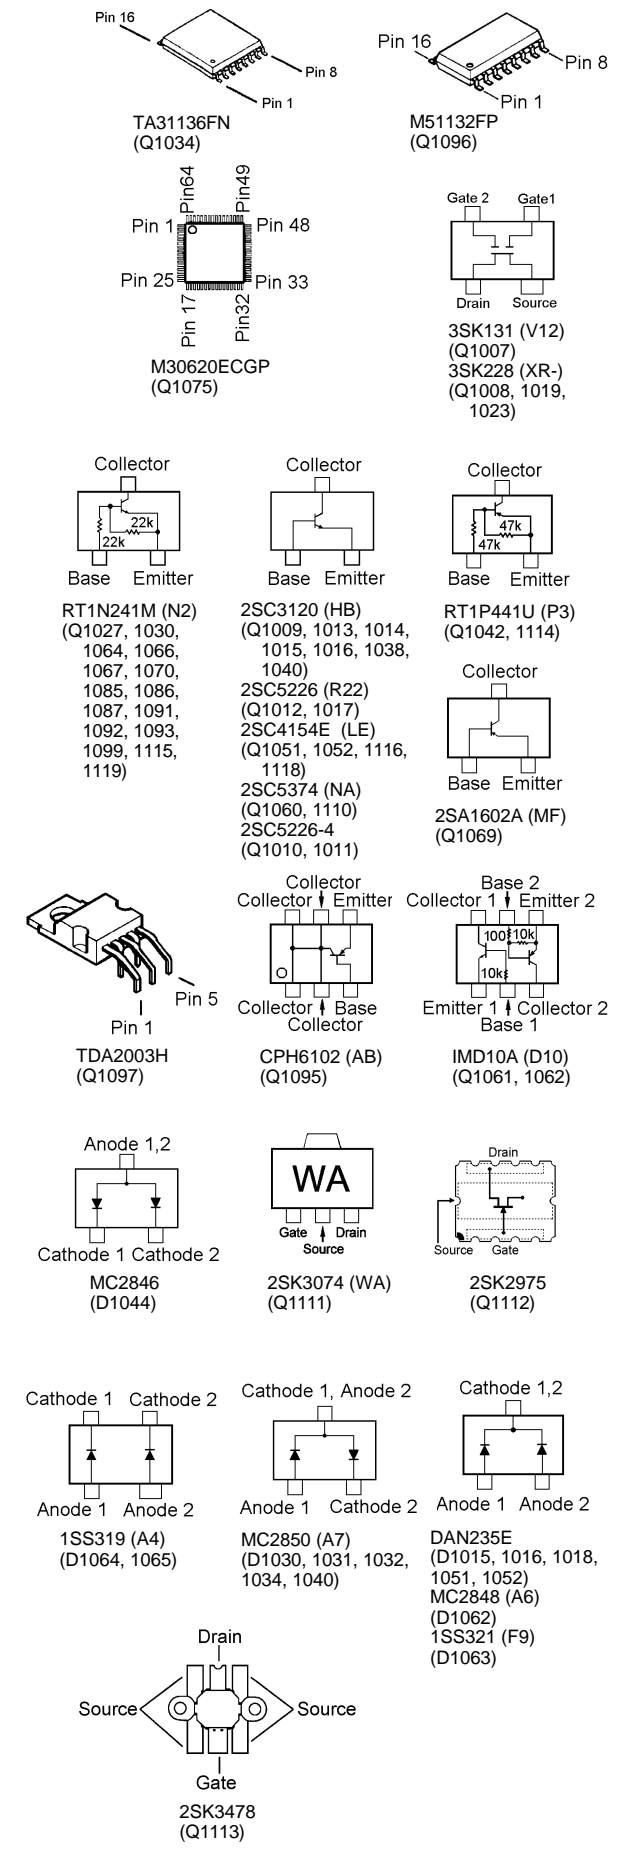 Pin 16
Pin 8
Pin 1
TA31136FN
(Q1034)
Pin 16
Pin 8
Pin 1
M51132FP
(Q1096)
Pin64
Pin49
Pin 1
Pin 48
Pin 25
Pin 33
Pin 17
Pin32
M30620ECGP
(Q1075)
Gate 2
Gate1
Drain
Source
3SK131 (V12)
(Q1007)
3SK228 (XR-)
(Q1008, 1019,
1023)
Collector
22k
22k
Base
Emitter
RT1N241M (N2)
(Q1027, 1030,
1064, 1066,
1067, 1070,
1085, 1086,
1087, 1091,
1092, 1093,
1099, 1115,
1119)
Collector
Base
Emitter
2SC3120 (HB)
(Q1009, 1013, 1014,
1015, 1016, 1038,
1040)
2SC5226 (R22)
(Q1012, 1017)
2SC4154E (LE)
(Q1051, 1052, 1116,
1118)
2SC5374 (NA)
(Q1060, 1110)
2SC5226-4
(Q1010, 1011)
Collector
47k
47k
Base
Emitter
RT1P441U (P3)
(Q1042, 1114)
Collector
Base
Emitter
2SA1602A (MF)
(Q1069)
Pin 5
Pin 1
TDA2003H
(Q1097)
Collector
Collector
Emitter
Collector
Base
Collector
CPH6102 (AB)
(Q1095)
Base 2
Collector 1
Emitter 2
100
10k
10k
Emitter 1
Collector 2
Base 1
IMD10A (D10)
(Q1061, 1062)
Anode 1,2
Cathode 1
Cathode 2
MC2846
(D1044)
WA
Gate
Drain
Source
2SK3074 (WA)
(Q1111)
Drain
Source
Gate
2SK2975
(Q1112)
Cathode 1
Cathode 2
Anode 1
Anode 2
1SS319 (A4)
(D1064, 1065)
Cathode 1, Anode 2
Anode 1
Cathode 2
MC2850 (A7)
(D1030, 1031, 1032,
1034, 1040)
Cathode 1,2
Anode 1
Anode 2
DAN235E
(D1015, 1016, 1018,
1051, 1052)
MC2848 (A6)
(D1062)
1SS321 (F9)
(D1063)
Drain
Source
Source
Gate
2SK3478
(Q1113)